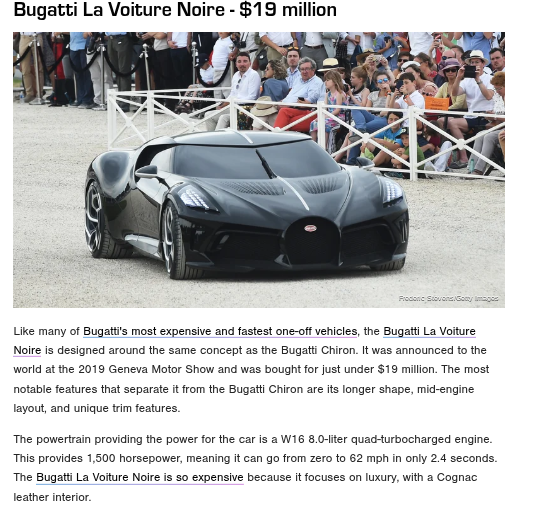 Bugatti La Voiture Noire - $19 million
Frederic Stevens/Getty Images
Like many of Bugatti's most expensive and fastest one-off vehicles, the Bugatti La Voiture
Noire is designed around the same concept as the Bugatti Chiron. It was announced to the
world at the 2019 Geneva Motor Show and was bought for just under $19 million. The most
notable features that separate it from the Bugatti Chiron are its longer shape, mid-engine
layout, and unique trim features.
The powertrain providing the power for the car is a W16 8.0-liter quad-turbocharged engine.
This provides 1,500 horsepower, meaning it can go from zero to 62 mph in only 2.4 seconds.
The Bugatti La Voiture Noire is so expensive because it focuses on luxury, with a Cognac
leather interior.